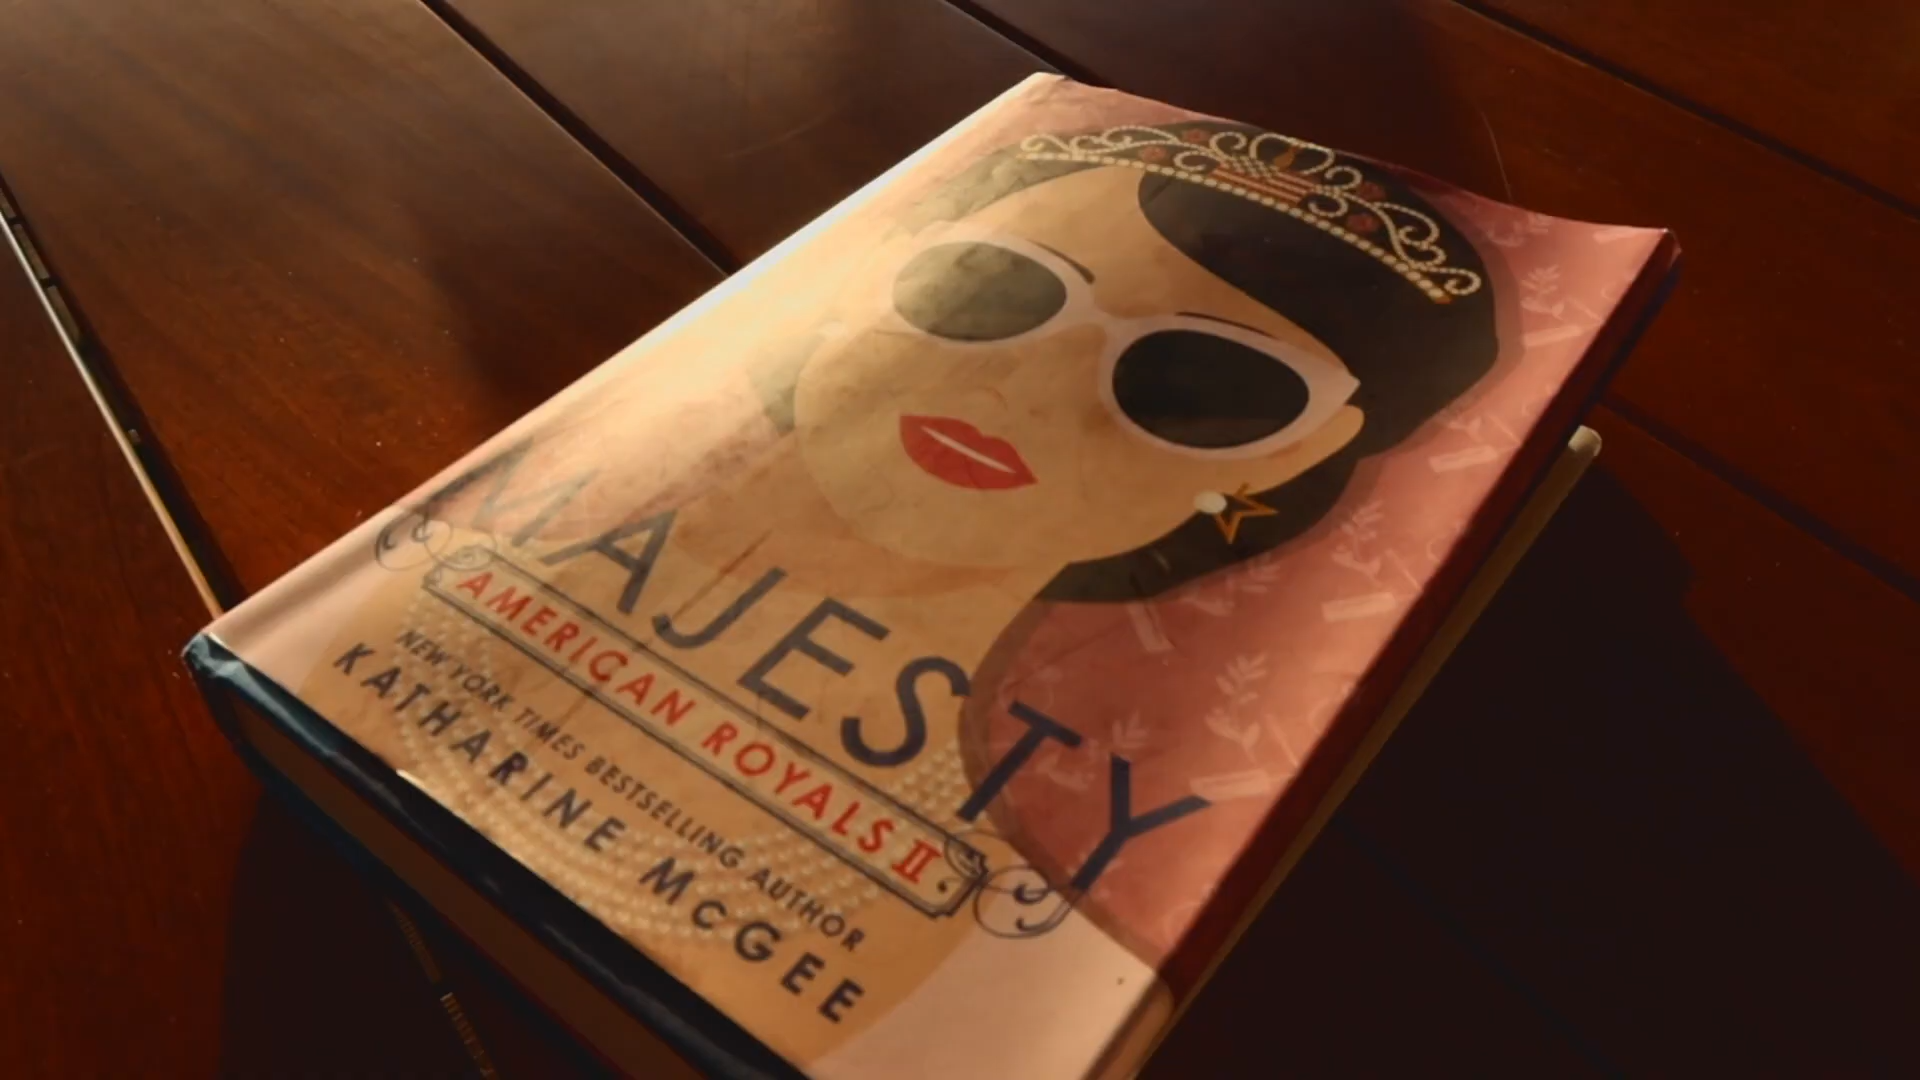 MAJESTY
AMERICAN ROYALS II
NEW YORK TIMES BESTSELLING AUTHOR
KATHARINE McGEE